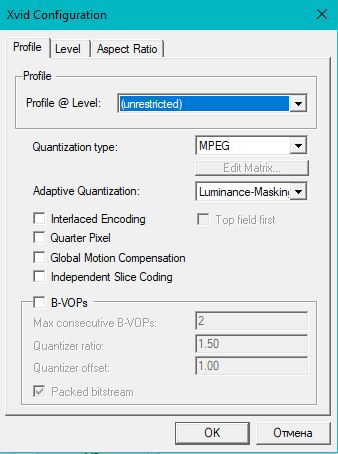 Xvid Configuration
Profile Level Aspect Ratio
Profile
Profile @ Level: (unrestricted)
Quantization type: MPEG
Edit Matrix...
Adaptive Quantization: Luminance-Masking
Interlaced Encoding Top field first
Quarter Pixel
Global Motion Compensation
Independent Slice Coding
B-VOPs
Max consecutive B-VOPs: 2
Quantizer ratio: 1.50
Quantizer offset: 1.00
Packed bitstream
OK Отмена